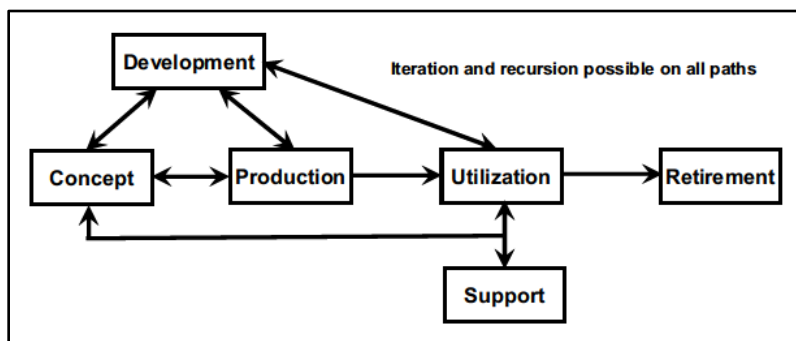 Development
Iteration and recursion possible on all paths
Concept
Production
Utilization
Retirement
Support